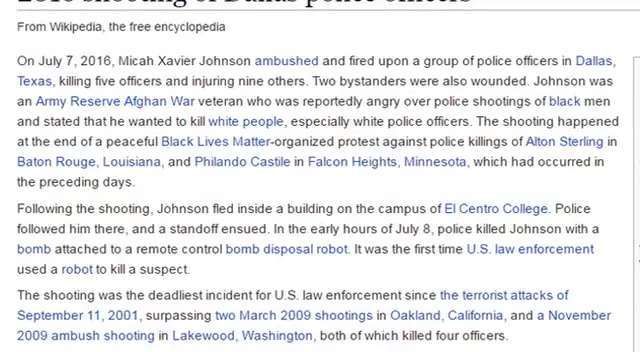 2016 shooting of Dallas police officers
From Wikipedia, the free encyclopedia
On July 7, 2016, Micah Xavier Johnson ambushed and fired upon a group of police officers in Dallas,
Texas, killing five officers and injuring nine others. Two bystanders were also wounded. Johnson was
an Army Reserve Afghan War veteran who was reportedly angry over police shootings of black men
and stated that he wanted to kill white people, especially white police officers. The shooting happened
at the end of a peaceful Black Lives Matter-organized protest against police killings of Alton Sterling in
Baton Rouge, Louisiana, and Philando Castile in Falcon Heights, Minnesota, which had occurred in
the preceding days.
Following the shooting, Johnson fled inside a building on the campus of El Centro College. Police
followed him there, and a standoff ensued. In the early hours of July 8, police killed Johnson with a
bomb attached to a remote control bomb disposal robot. It was the first time U.S. law enforcement
used a robot to kill a suspect.
The shooting was the deadliest incident for U.S. law enforcement since the terrorist attacks of
September 11, 2001, surpassing two March 2009 shootings in Oakland, California, and a November
2009 ambush shooting in Lakewood, Washington, both of which killed four officers.